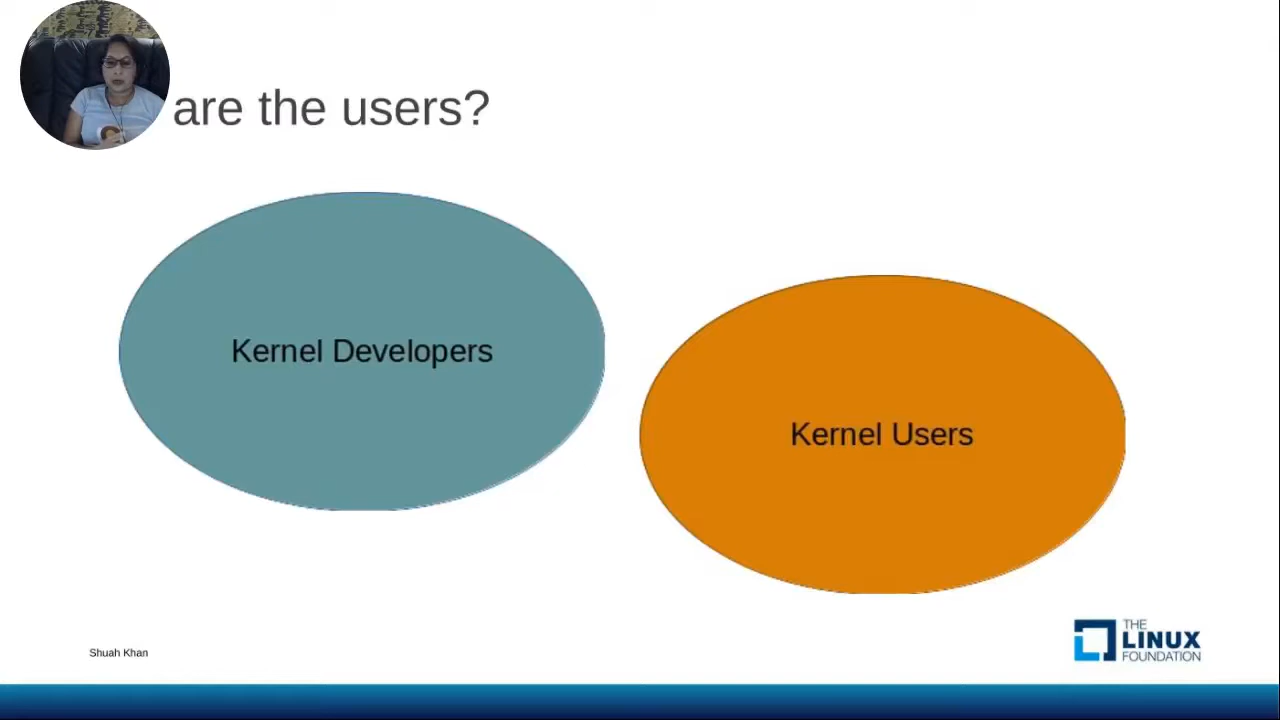 are the users?
Kernel Developers
Kernel Users
Shuah Khan
THE
LINUX
FOUNDATION